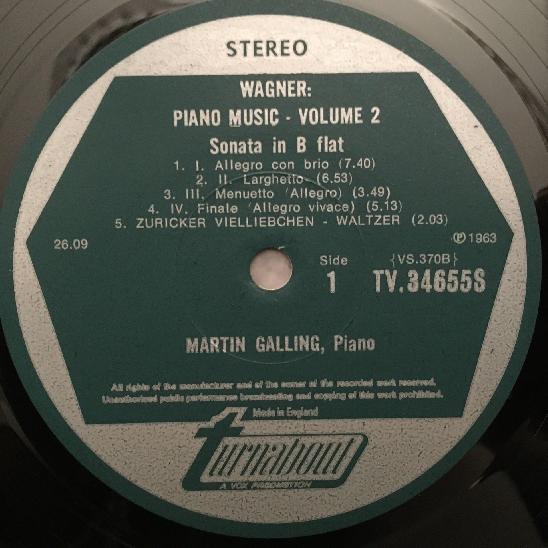 STEREO
WAGNER:
PIANO MUSIC - VOLUME 2
Sonata in B flat
1. I. Allegro con brio (7.40)
2. II. Larghetto (6.53)
3. III. Menuetto (Allegro) (3.49)
4. IV. Finale (Allegro vivace) (5.13)
5. ZURICKER VIELLIEBCHEN - WALTZER (2.03)
26.09
℗ 1963
Side 1
{VS.370B}
TV.34655S
MARTIN GALLING, Piano
All rights of the manufacturer and of the owner of the recorded work reserved.
Unauthorised public performance broadcasting and copying of this work prohibited.
Made in England
turnabout
A VOX PRODUCTION